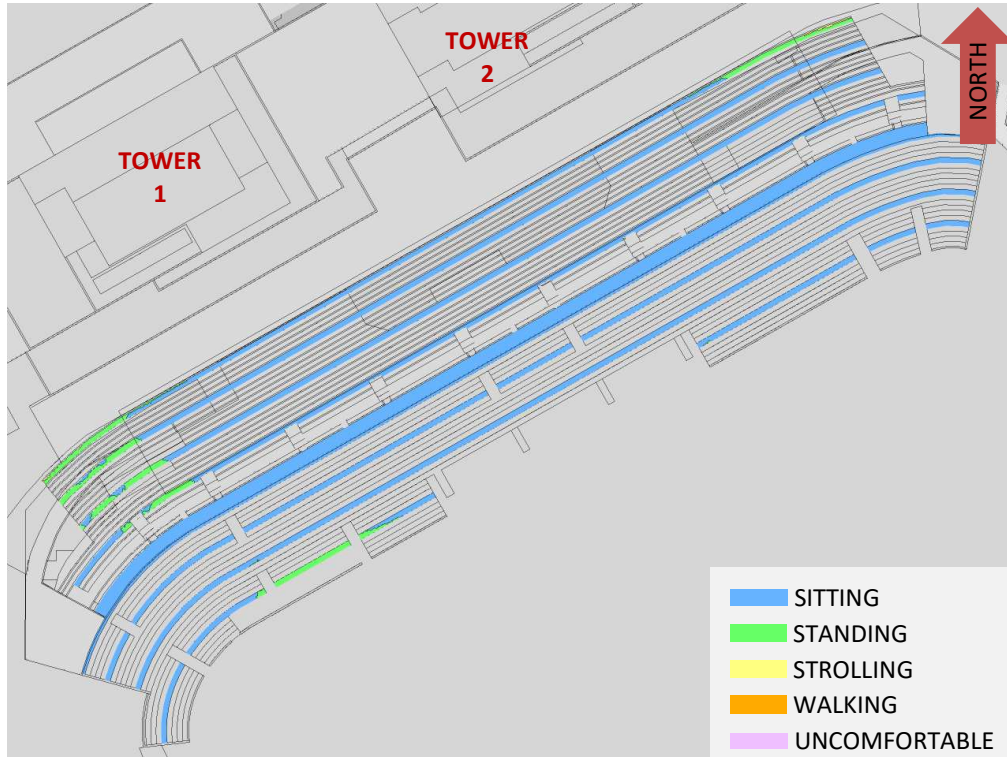 TOWER
2
TOWER
1
NORTH
SITTING
STANDING
STROLLING
WALKING
UNCOMFORTABLE